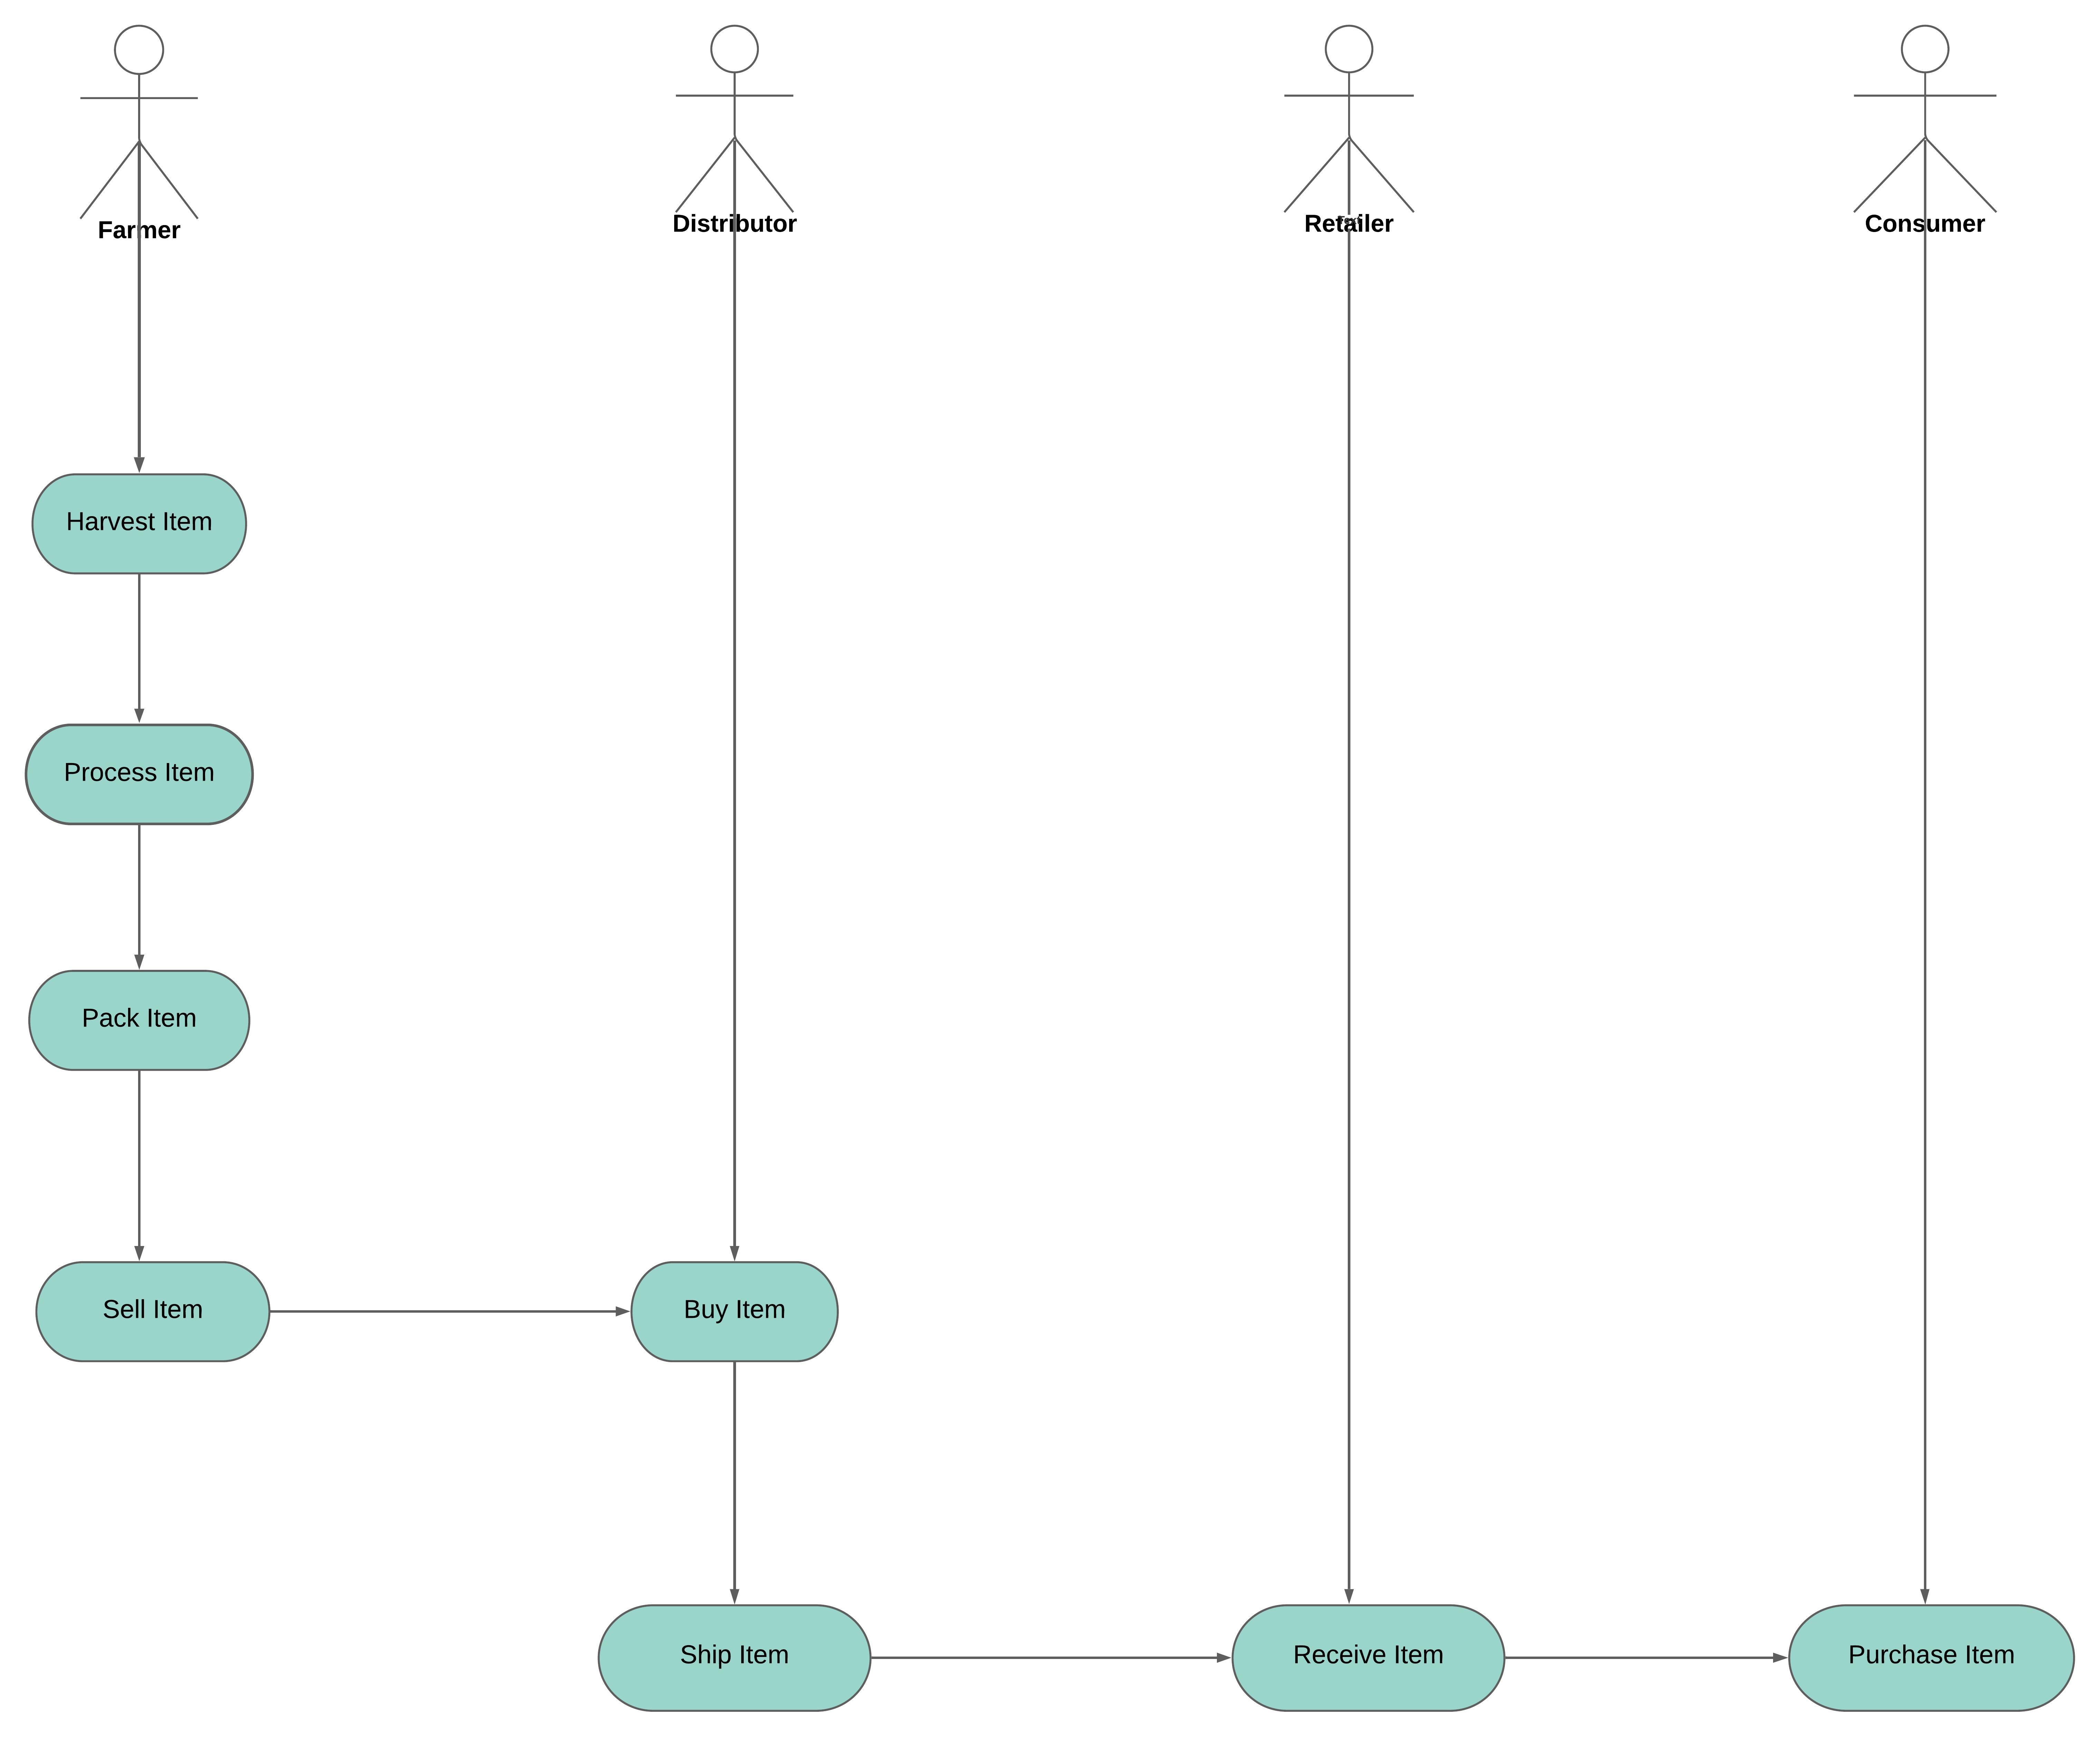 Farmer
Distributor
Retailer
Consumer
Harvest Item
Process Item
Pack Item
Sell Item
Buy Item
Ship Item
Receive Item
Purchase Item